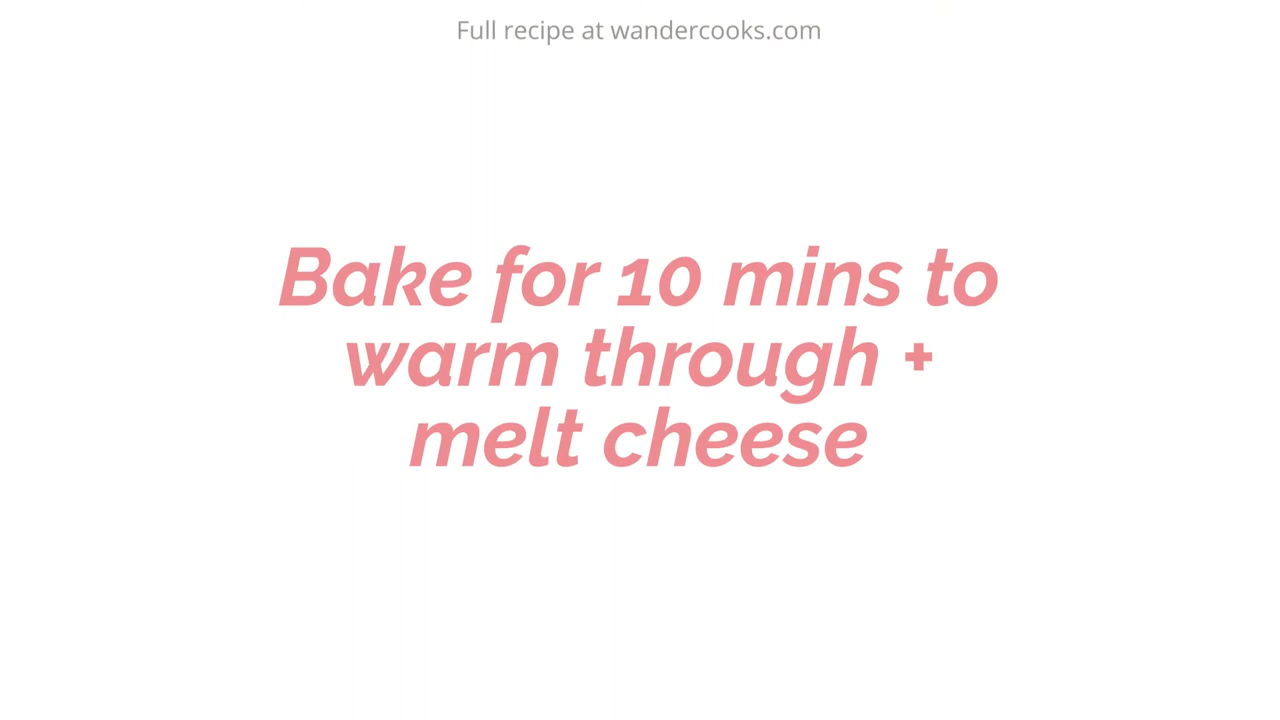 Full recipe at wandercooks.com
Bake for 10 mins to
warm through +
melt cheese